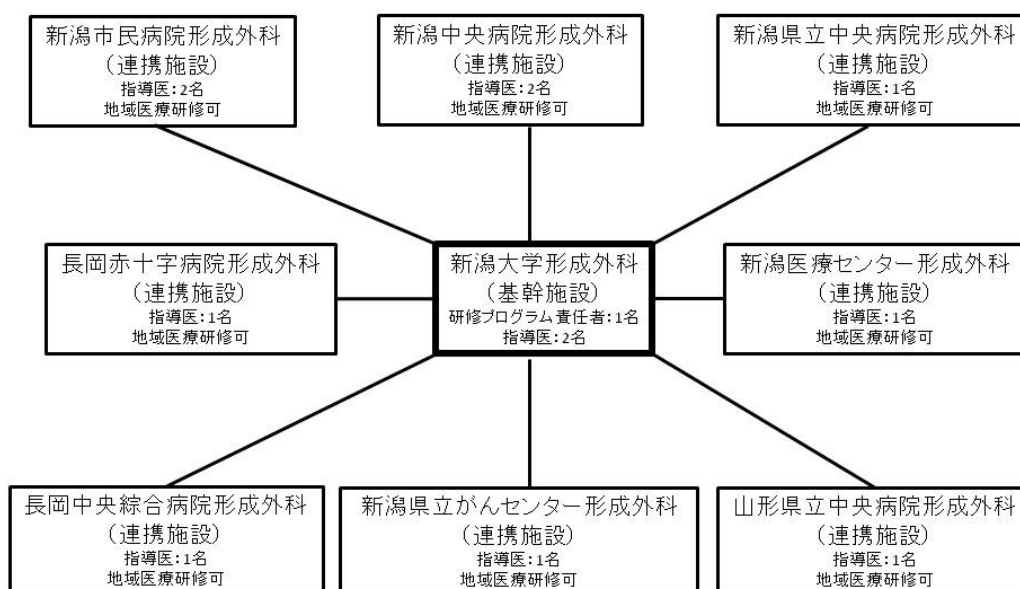 新潟市民病院形成外科
(連携施設)
指導医:2名
地域医療研修可
新潟中央病院形成外科
(連携施設)
指導医:2名
地域医療研修可
新潟県立中央病院形成外科
(連携施設)
指導医:1名
地域医療研修可
長岡赤十字病院形成外科
(連携施設)
指導医:1名
地域医療研修可
新潟大学形成外科
(基幹施設)
研修プログラム責任者:1名
指導医:2名
新潟医療センター形成外科
(連携施設)
指導医:1名
地域医療研修可
長岡中央綜合病院形成外科
(連携施設)
指導医:1名
地域医療研修可
新潟県立がんセンター形成外科
(連携施設)
指導医:1名
地域医療研修可
山形県立中央病院形成外科
(連携施設)
指導医:1名
地域医療研修可